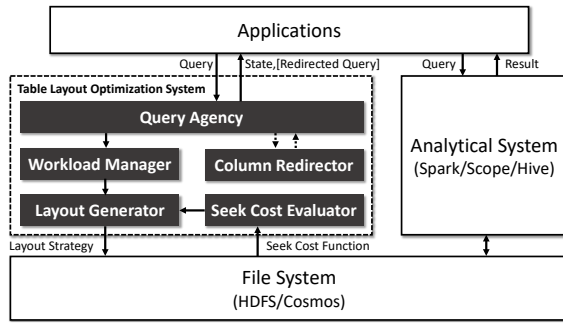 Applications
Query
State,[Redirected Query]
Query
Result
Table Layout Optimization System
Query Agency
Workload Manager
Column Redirector
Analytical System
(Spark/Scope/Hive)
Layout Generator
Seek Cost Evaluator
Layout Strategy
Seek Cost Function
File System
(HDFS/Cosmos)